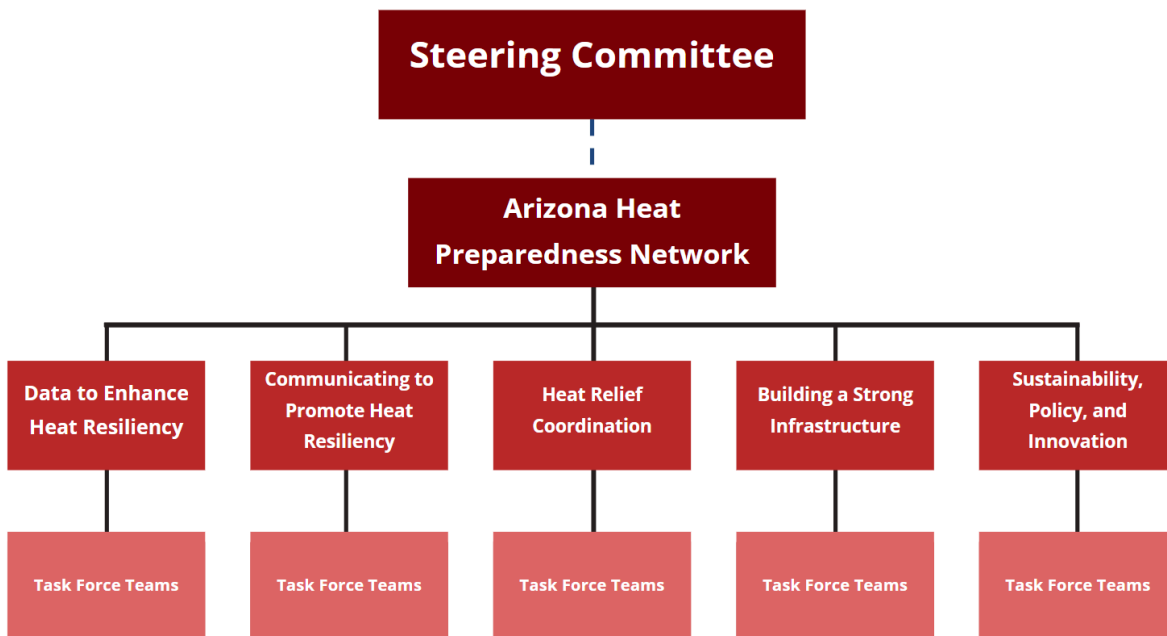 Steering Committee
Arizona Heat
Preparedness Network
Data to Enhance
Heat Resiliency
Communicating to
Promote Heat
Resiliency
Heat Relief
Coordination
Building a Strong
Infrastructure
Sustainability,
Policy, and
Innovation
Task Force Teams
Task Force Teams
Task Force Teams
Task Force Teams
Task Force Teams